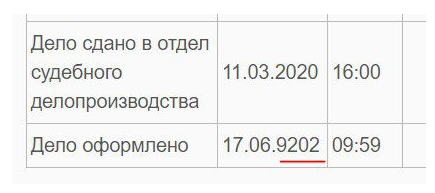 Дело сдано в отдел
судебного 11.03.2020 16:00
делопроизводства
Дело оформлено 17.06.9202 09:59